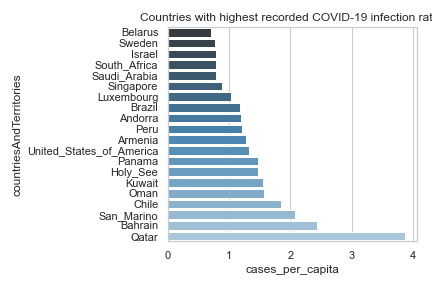 Countries with highest recorded COVID-19 infection rat
countriesAndTerritories
Belarus
Sweden
Israel
South_Africa
Saudi_Arabia
Singapore
Luxembourg
Brazil
Andorra
Peru
Armenia
United_States_of_America
Panama
Holy_See
Kuwait
Oman
Chile
San_Marino
Bahrain
Qatar
0 1 2 3 4
cases_per_capita